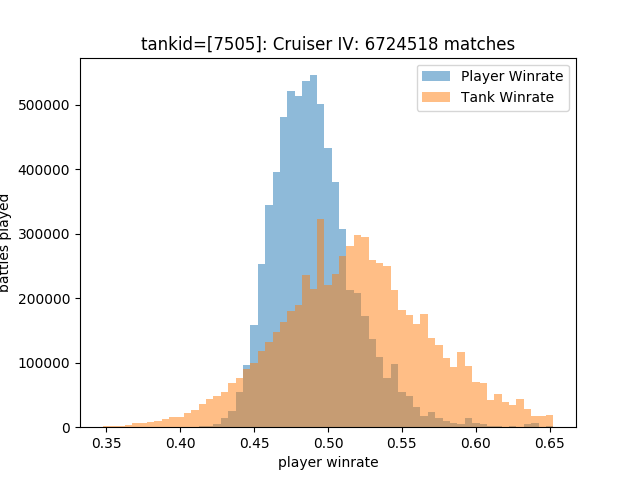 tankid=[7505]: Cruiser IV: 6724518 matches
Player Winrate
Tank Winrate
500000
400000
300000
200000
100000
0
battles played
0.35 0.40 0.45 0.50 0.55 0.60 0.65
player winrate